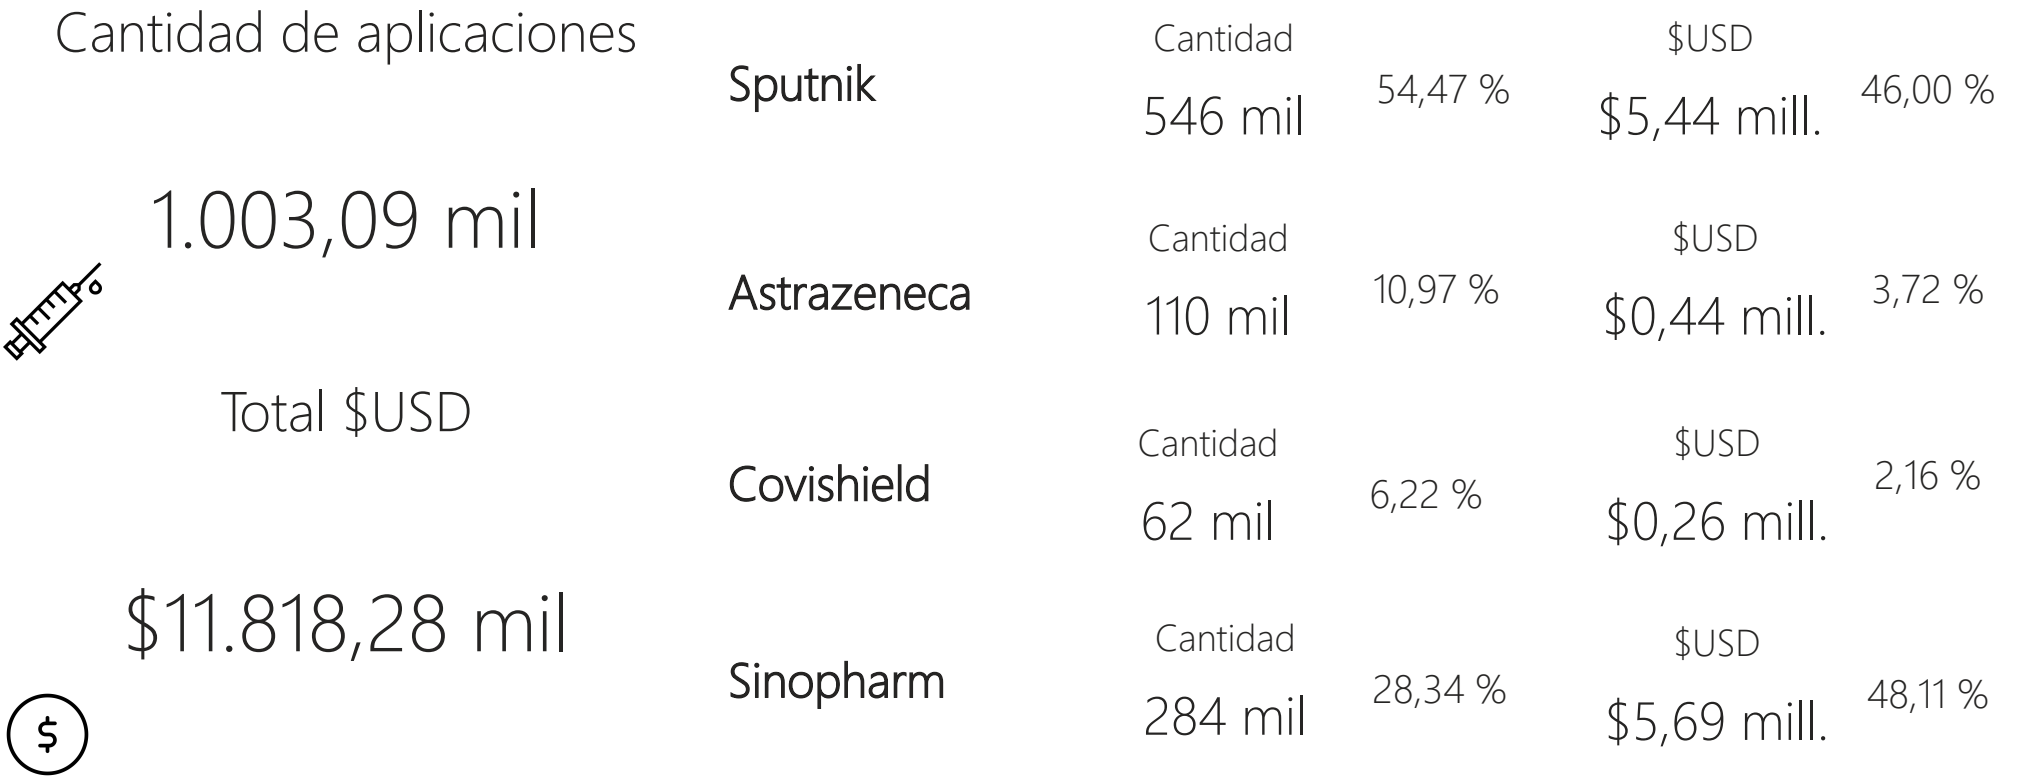 Cantidad de aplicaciones
1.003,09 mil
Total $USD
$11.818,28 mil
$
Sputnik
Cantidad
546 mil
54,47 %
$USD
$5,44 mill.
46,00 %
Astrazeneca
Cantidad
110 mil
10,97 %
$USD
$0,44 mill.
3,72 %
Covishield
Cantidad
62 mil
6,22 %
$USD
$0,26 mill.
2,16 %
Sinopharm
Cantidad
284 mil
28,34 %
$USD
$5,69 mill.
48,11 %